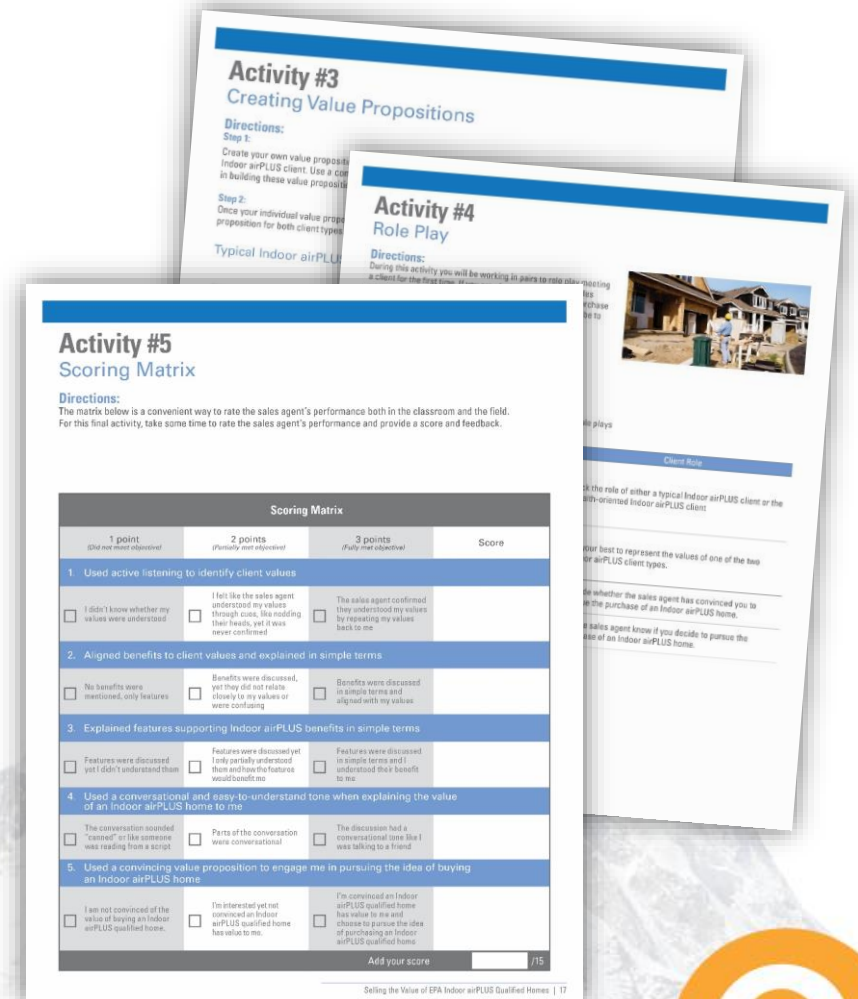 Activity #3
Creating Value Propositions
Directions:
Step 1:
Create your own value
Indoor airPLUS client. Use a
in building these value
Step 2:
Once your individual value
proposition for both client types
Typical Indoor
Activity #4
Role Play
Directions:
During this activity you will be working in pairs to role play meeting
a client for the first time.
be to
plays
Client Role
the role of either a typical Indoor airPLUS client or the
Indoor airPLUS client
your best to represent the values of one of the two
airPLUS client types.
whether the sales agent has convinced you to
the purchase of an Indoor airPLUS home.
sales agent know if you decide to pursue the
of an Indoor airPLUS home.
Activity #5
Scoring Matrix
Directions:
The matrix below is a convenient way to rate the sales agent's performance both in the classroom and the field.
For this final activity, take some time to rate the sales agent's performance and provide a score and feedback.
Scoring Matrix
1 point
(Did not meet objective)
2 points
(Partially met objective)
3 points
(Fully met objective)
Score
1. Used active listening to identify client values
I didn't know whether my
values were understood
I felt like the sales agent
understood my values
through cues, like nodding
their heads, yet it was
never confirmed
The sales agent confirmed
they understood my values
by repeating my values
back to me
2. Aligned benefits to client values and explained in simple terms
No benefits were
mentioned, only features
Benefits were discussed,
yet they did not relate
closely to my values or
were confusing
Benefits were discussed
in simple terms and
aligned with my values
3. Explained features supporting Indoor airPLUS benefits in simple terms
Features were discussed
yet I didn't understand them
Features were discussed yet
I only partially understood
them and how the features
would benefit me
Features were discussed
in simple terms and I
understood their benefit
to me
4. Used a conversational and easy-to-understand tone when explaining the value
of an Indoor airPLUS home to me
The conversation sounded
"canned" or like someone
was reading from a script
Parts of the conversation
were conversational
The discussion had a
conversational tone like I
was talking to a friend
5. Used a convincing value proposition to engage me in pursuing the idea of buying
an Indoor airPLUS home
I am not convinced of the
value of buying an Indoor
airPLUS qualified home.
I'm interested yet not
convinced an Indoor
airPLUS qualified home
has value to me.
I'm convinced an Indoor
airPLUS qualified home
has value to me and
choose to pursue the idea
of purchasing an Indoor
airPLUS qualified home
Add your score
/15
Selling the Value of EPA Indoor airPLUS Qualified Homes | 17